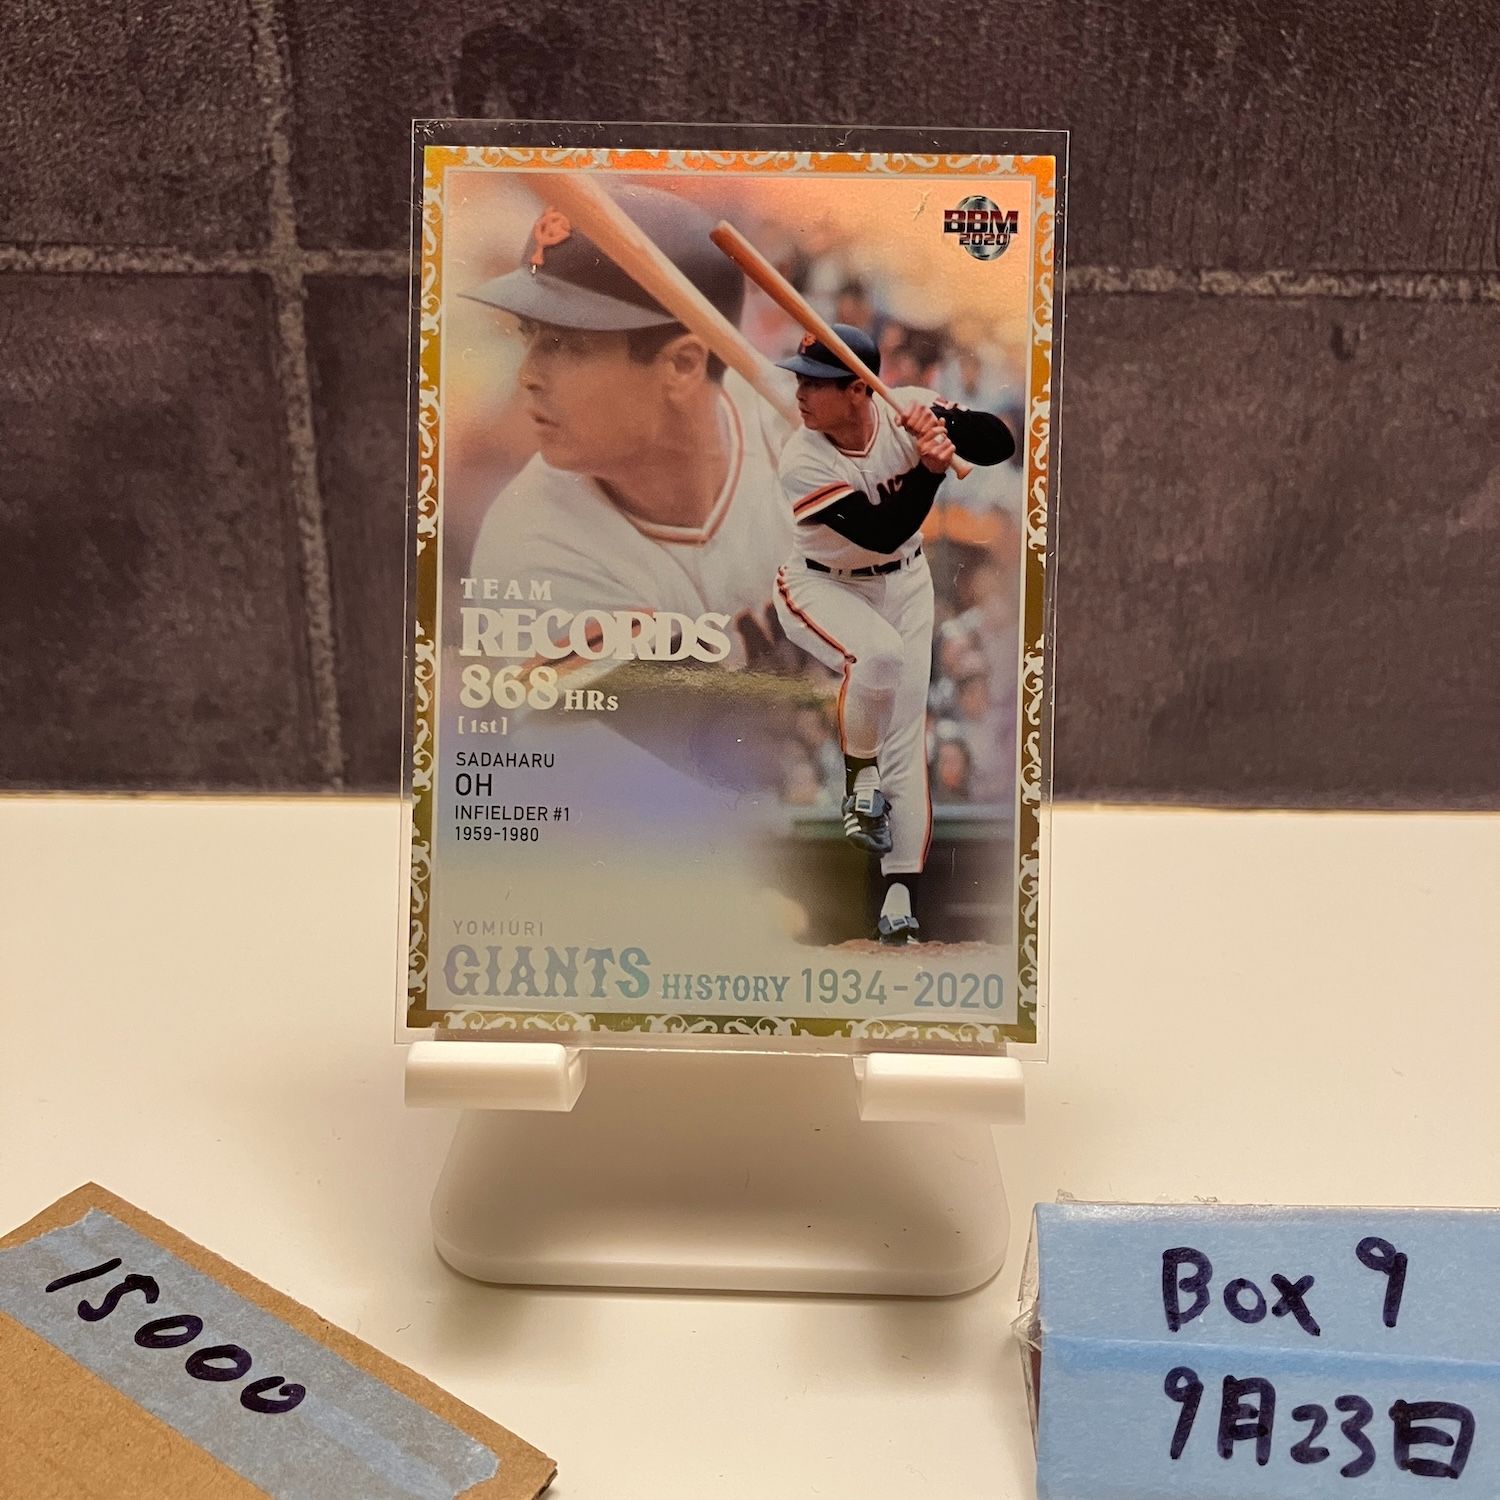 BBM
2020
TEAM
RECORDS
868 HRs
[1st]
SADAHARU
OH
INFIELDER #1
1959-1980
YOMIURI
GIANTS HISTORY 1934-2020
15000
Box 9
9月23日